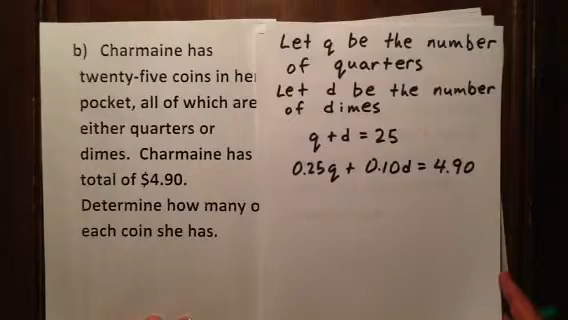 b) Charmaine has
twenty-five coins in her
pocket, all of which are
either quarters or
dimes. Charmaine has
total of $4.90.
Determine how many o
each coin she has.
Let q be the number
of quarters
Let d be the number
of dimes
q + d = 25
0.25q + 0.10d = 4.90